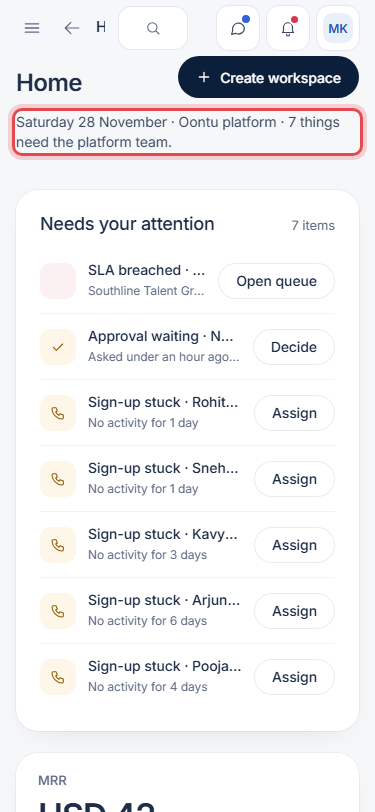 H
MK
Home
Create workspace
Saturday 28 November · Oontu platform · 7 things
need the platform team.
Needs your attention
7 items
SLA breached · ...
Southline Talent Gr...
Open queue
Approval waiting · N...
Asked under an hour ago...
Decide
Sign-up stuck · Rohit...
No activity for 1 day
Assign
Sign-up stuck · Sneh...
No activity for 1 day
Assign
Sign-up stuck · Kavy...
No activity for 3 days
Assign
Sign-up stuck · Arjun...
No activity for 6 days
Assign
Sign-up stuck · Pooja...
No activity for 4 days
Assign
MRR